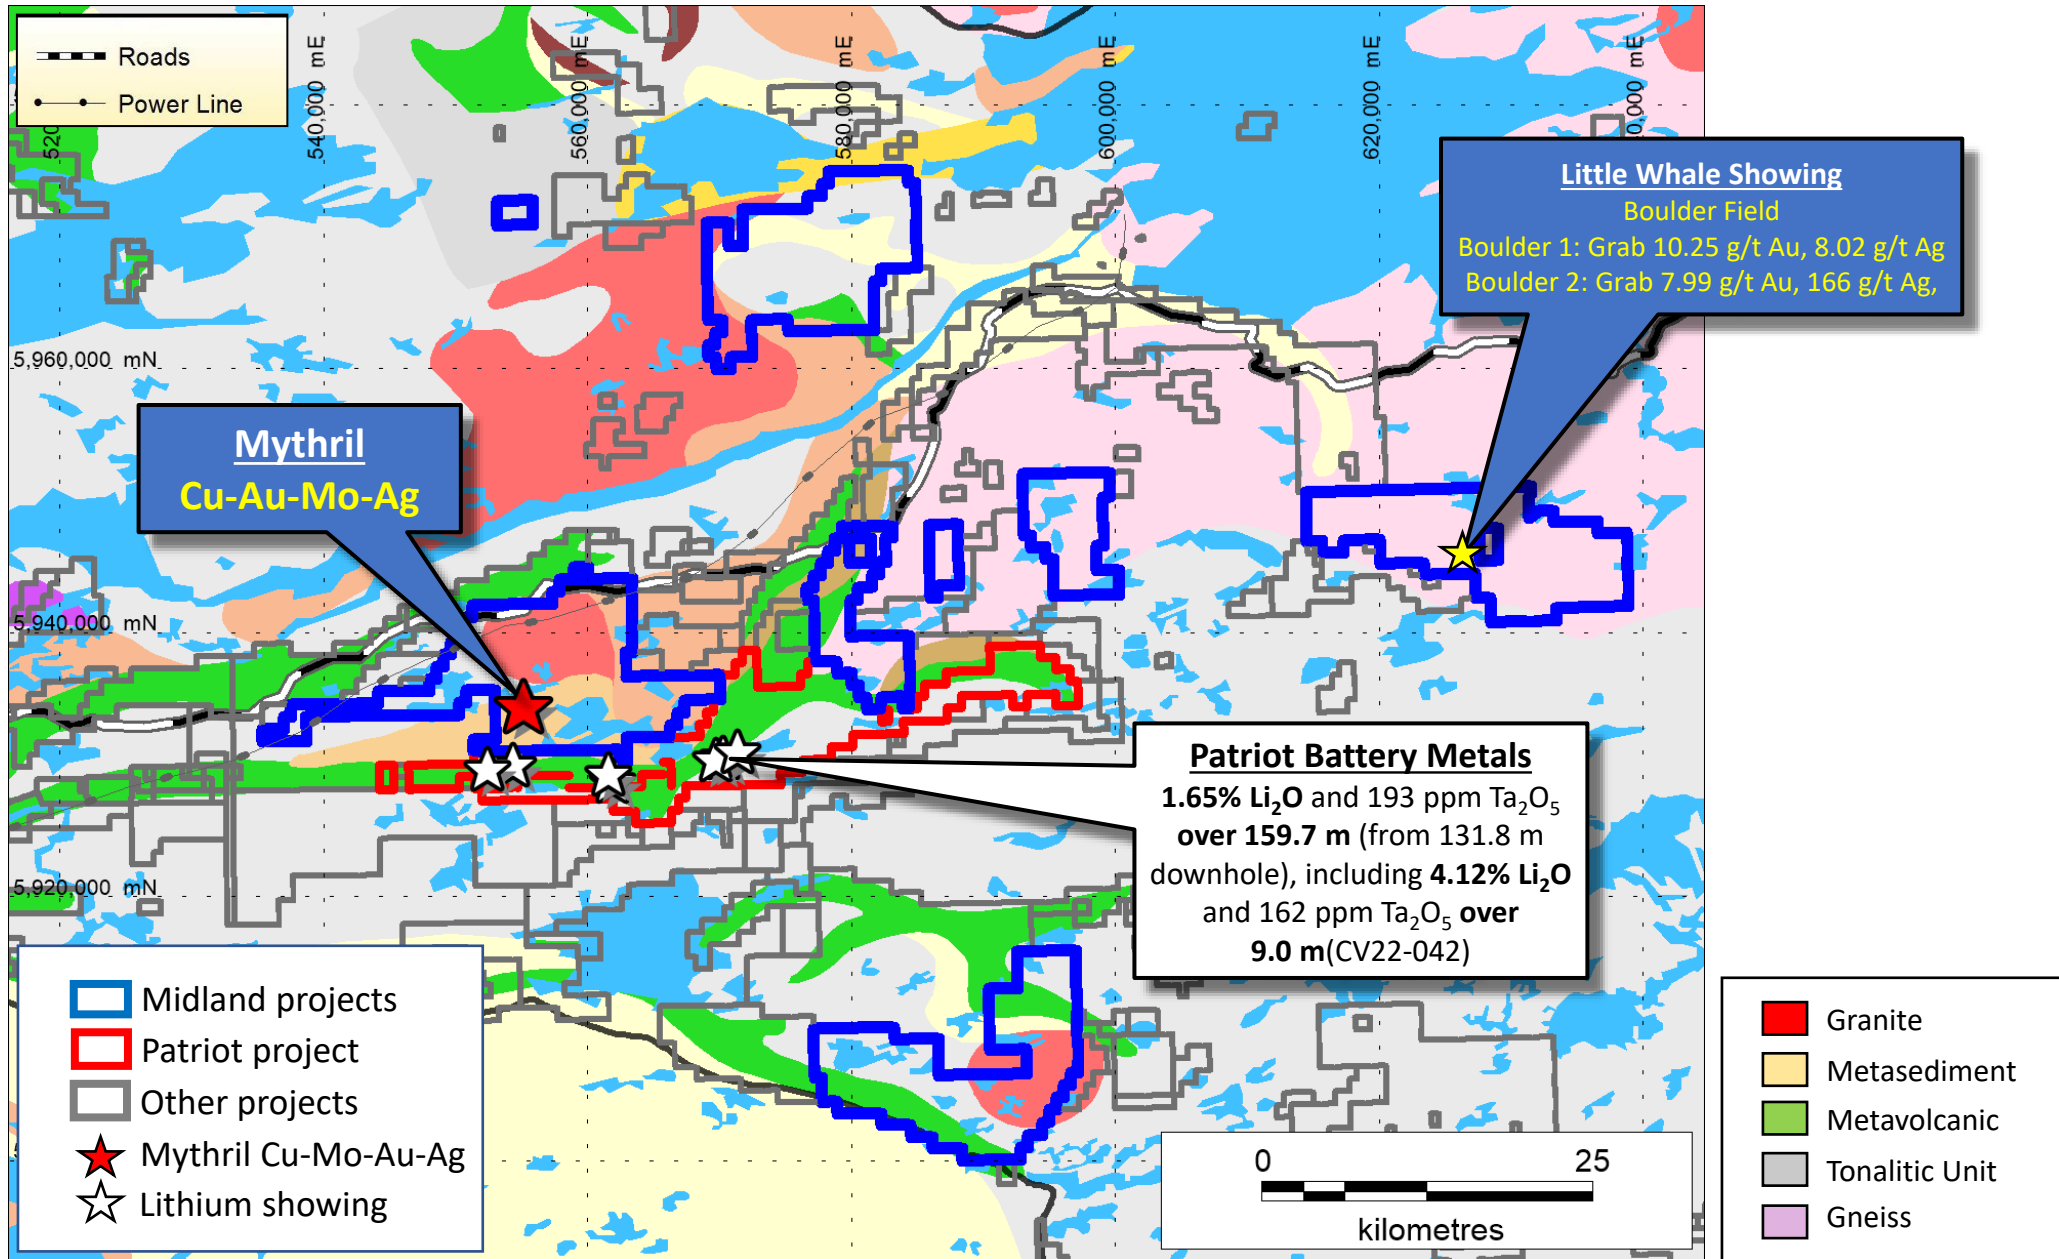 Roads
Power Line
520
540,000 mE
560,000 mE
580,000 mE
600,000 mE
620,000 mE
0,000 mE
Little Whale Showing
Boulder Field
Boulder 1: Grab 10.25 g/t Au, 8.02 g/t Ag
Boulder 2: Grab 7.99 g/t Au, 166 g/t Ag,
5,960,000 mN
Mythril
Cu-Au-Mo-Ag
5,940,000 mN
Patriot Battery Metals
1.65% Li₂O and 193 ppm Ta₂O₅
over 159.7 m (from 131.8 m
downhole), including 4.12% Li₂O
and 162 ppm Ta₂O₅ over
9.0 m(CV22-042)
5,920,000 mN
Midland projects
Patriot project
Other projects
Mythril Cu-Mo-Au-Ag
Lithium showing
0 25
kilometres
Granite
Metasediment
Metavolcanic
Tonalitic Unit
Gneiss